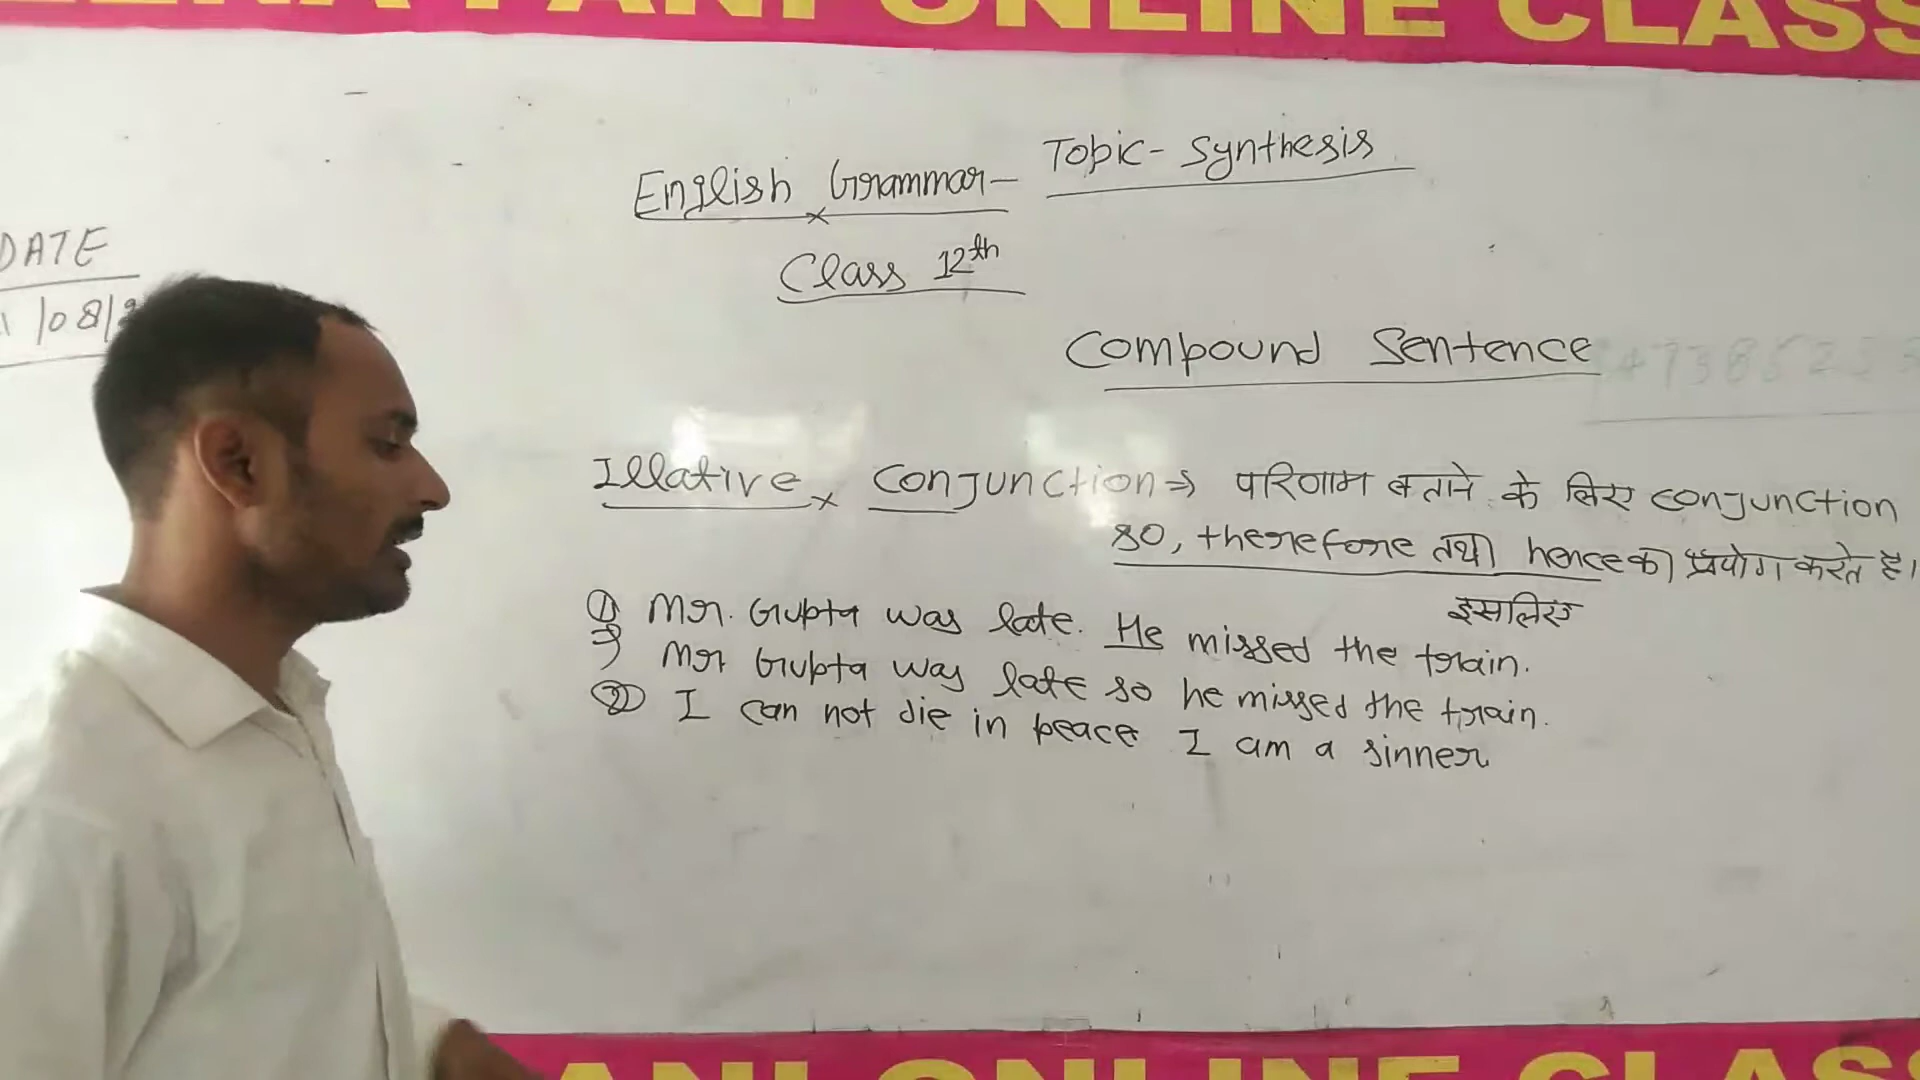 PANI ONLINE CLASS
Topic- Synthesis
English Grammar-
Class 12th
DATE
/08/
Compound Sentence
Illative Conjunction ⇒ परिणाम बताने के लिए conjunction
so, therefore तथा hence का प्रयोग करते है।
इसलिए
① Mr. Gupta was late. He missed the train.
⇒ Mr Gupta was late so he missed the train.
② I can not die in peace I am a sinner
PANI ONLINE CLASS